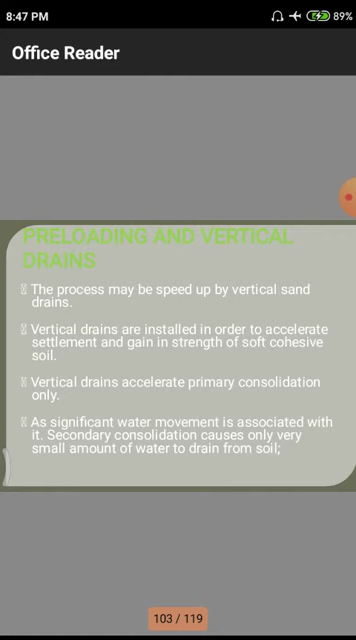 8:47 PM
89%
Office Reader
PRELOADING AND VERTICAL
DRAINS
The process may be speed up by vertical sand
drains.
Vertical drains are installed in order to accelerate
settlement and gain in strength of soft cohesive
soil.
Vertical drains accelerate primary consolidation
only.
As significant water movement is associated with
it. Secondary consolidation causes only very
small amount of water to drain from soil;
103 / 119